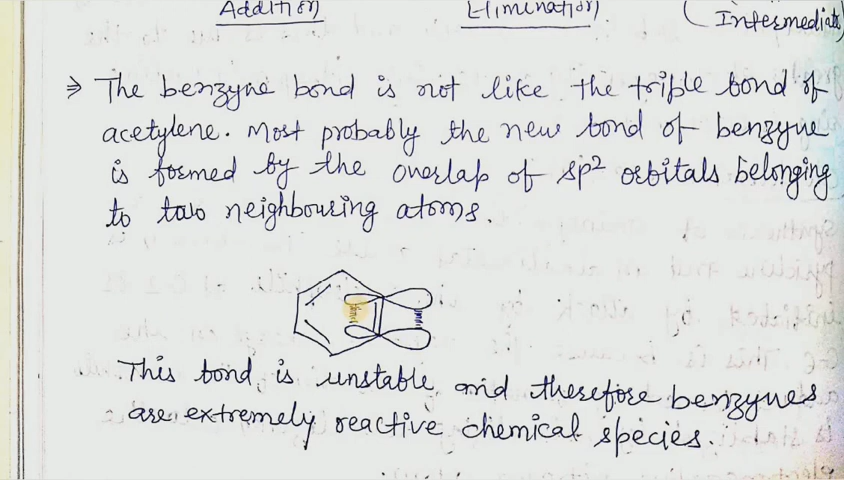 Addition Elimination (Intermediate)
⇒ The benzyne bond is not like the triple bond of
acetylene. Most probably the new bond of benzyne
is formed by the overlap of sp² orbitals belonging
to two neighbouring atoms.
This bond is unstable and therefore benzynes
are extremely reactive chemical species.